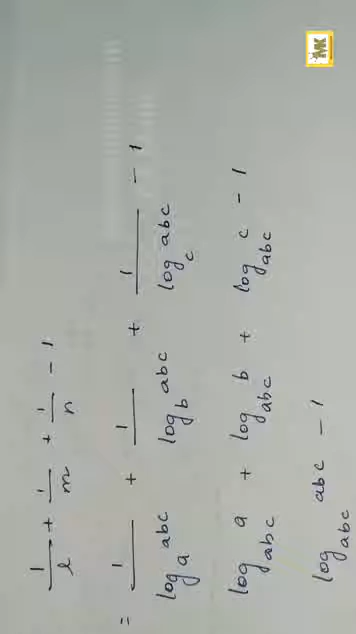 1/l + 1/m + 1/n - 1
= 1/log_a abc + 1/log_b abc + 1/log_c abc - 1
log_abc a + log_abc b + log_abc c - 1
log_abc abc - 1
MK